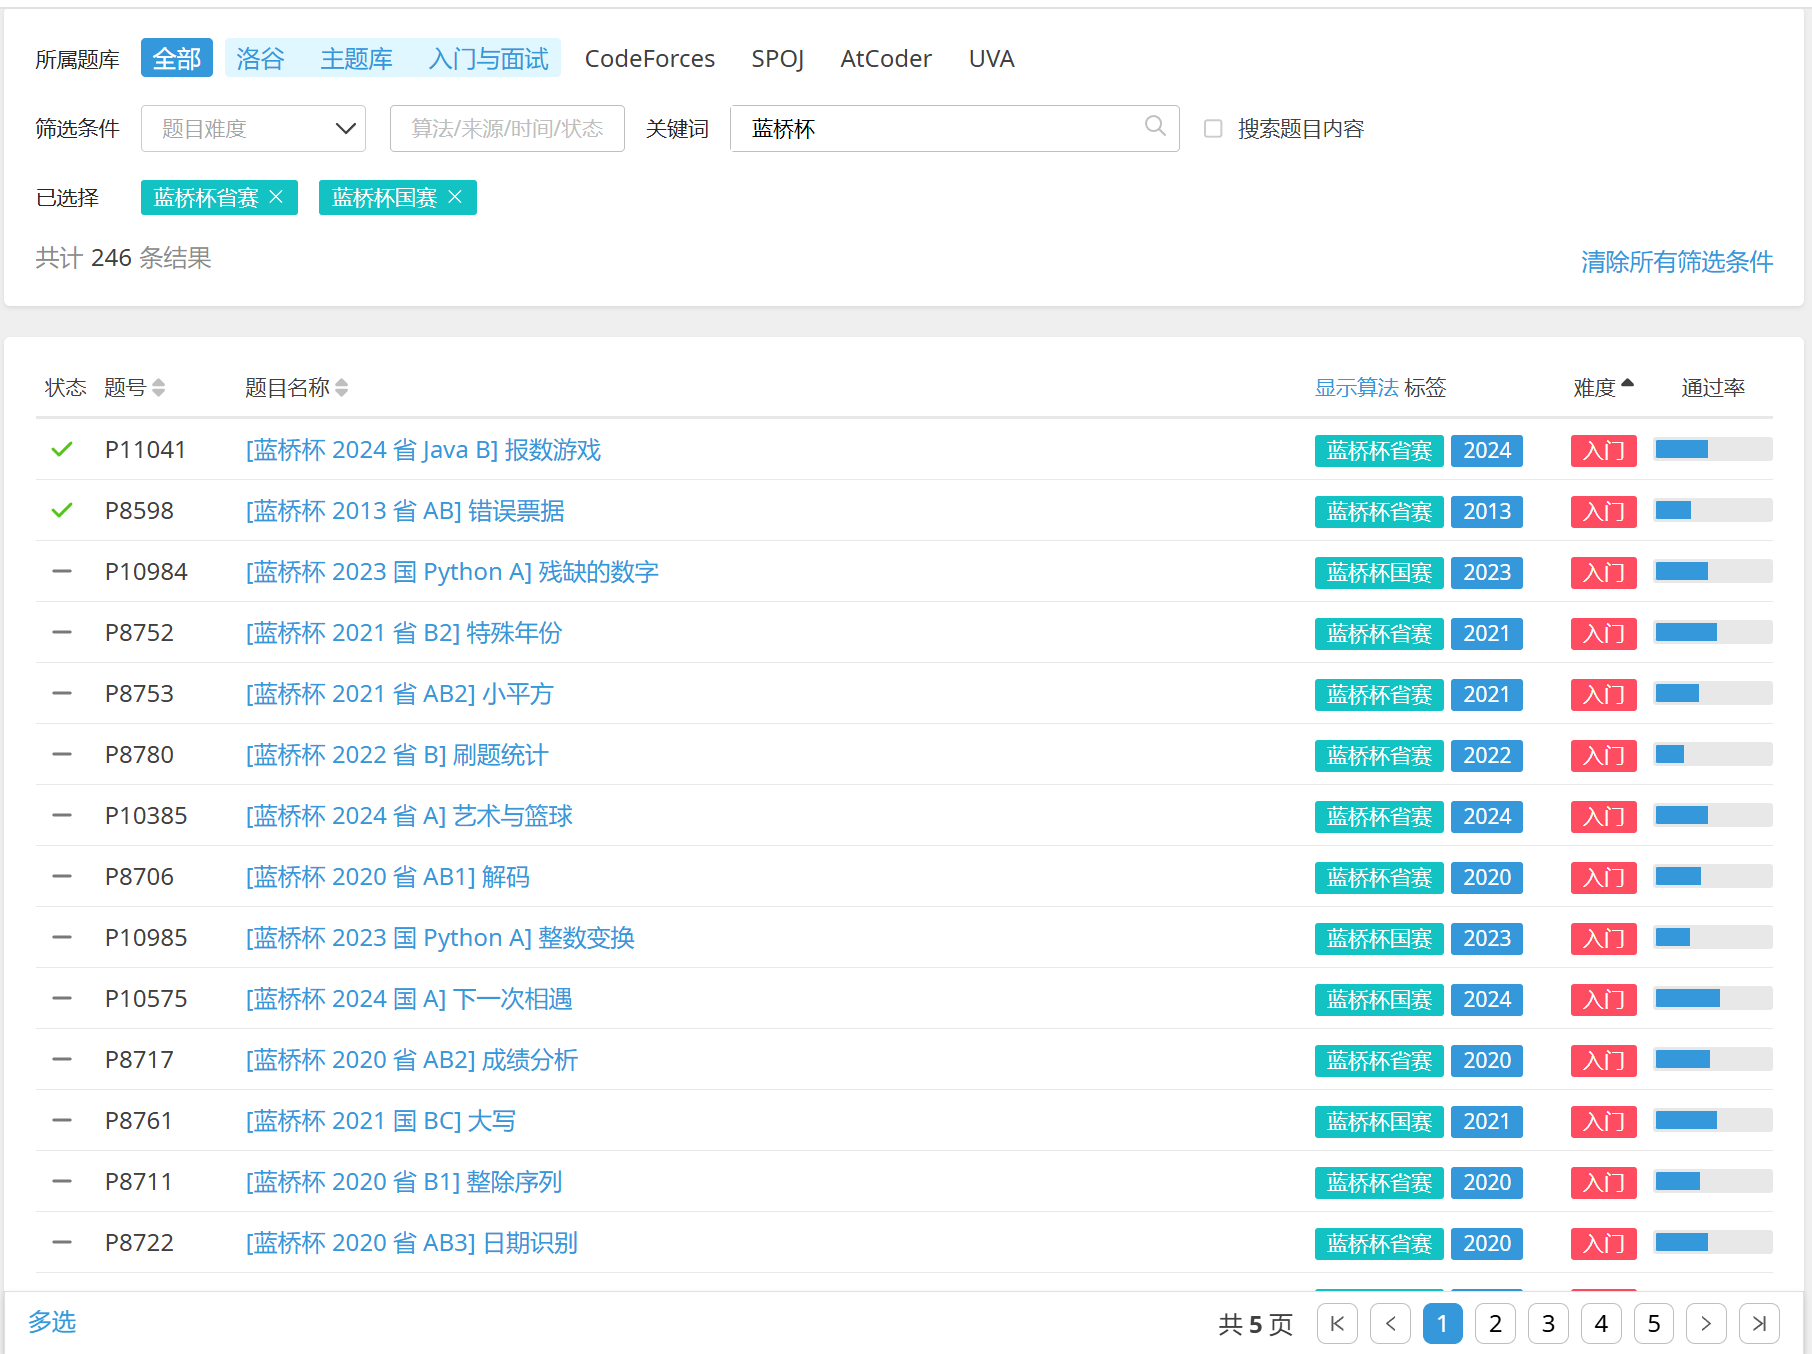 所属题库 全部 洛谷 主题库 入门与面试 CodeForces SPOJ AtCoder UVA
筛选条件 题目难度 算法/来源/时间/状态 关键词 蓝桥杯 搜索题目内容
已选择 蓝桥杯省赛 × 蓝桥杯国赛 ×
共计 246 条结果 清除所有筛选条件
状态 题号 题目名称 显示算法 标签 难度 通过率
P11041 [蓝桥杯 2024 省 Java B] 报数游戏 蓝桥杯省赛 2024 入门
P8598 [蓝桥杯 2013 省 AB] 错误票据 蓝桥杯省赛 2013 入门
P10984 [蓝桥杯 2023 国 Python A] 残缺的数字 蓝桥杯国赛 2023 入门
P8752 [蓝桥杯 2021 省 B2] 特殊年份 蓝桥杯省赛 2021 入门
P8753 [蓝桥杯 2021 省 AB2] 小平方 蓝桥杯省赛 2021 入门
P8780 [蓝桥杯 2022 省 B] 刷题统计 蓝桥杯省赛 2022 入门
P10385 [蓝桥杯 2024 省 A] 艺术与篮球 蓝桥杯省赛 2024 入门
P8706 [蓝桥杯 2020 省 AB1] 解码 蓝桥杯省赛 2020 入门
P10985 [蓝桥杯 2023 国 Python A] 整数变换 蓝桥杯国赛 2023 入门
P10575 [蓝桥杯 2024 国 A] 下一次相遇 蓝桥杯国赛 2024 入门
P8717 [蓝桥杯 2020 省 AB2] 成绩分析 蓝桥杯省赛 2020 入门
P8761 [蓝桥杯 2021 国 BC] 大写 蓝桥杯国赛 2021 入门
P8711 [蓝桥杯 2020 省 B1] 整除序列 蓝桥杯省赛 2020 入门
P8722 [蓝桥杯 2020 省 AB3] 日期识别 蓝桥杯省赛 2020 入门
多选 共 5 页 1 2 3 4 5